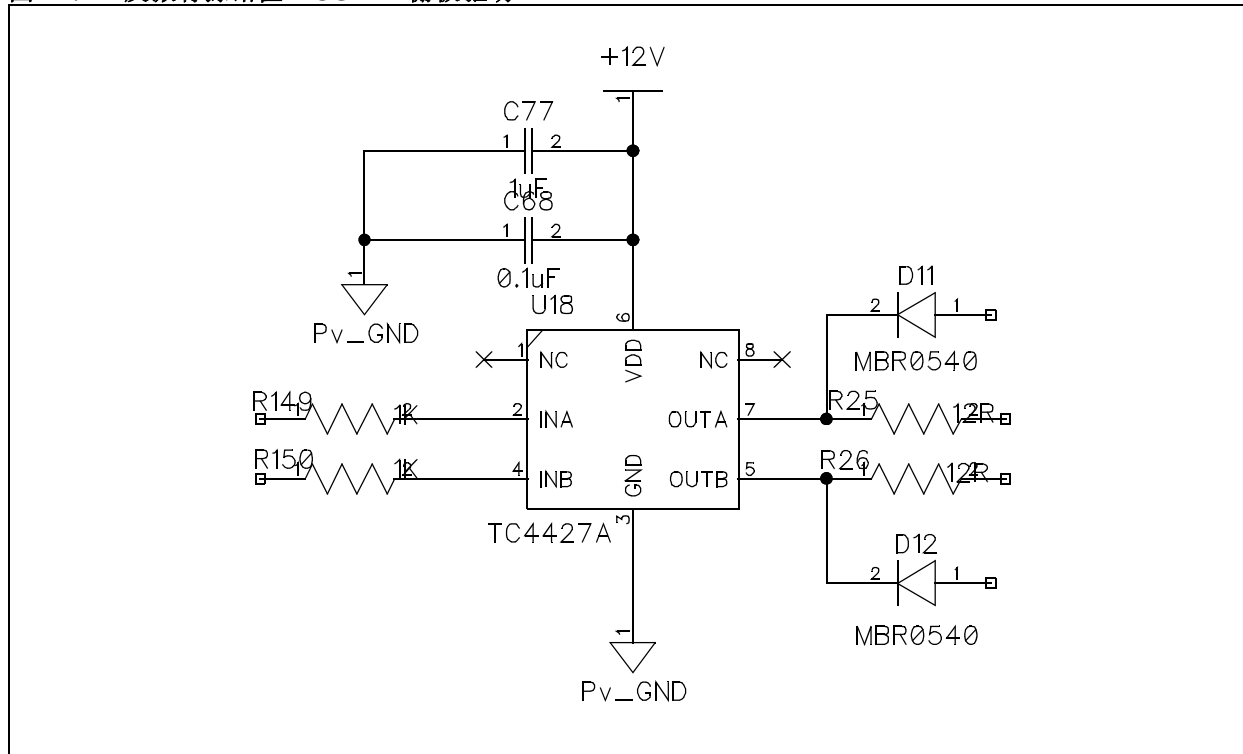 +12V
1
C77
1 2
1uF
C68
1 2
0.1uF
1
Pv_GND
U18
6
D11
2 1
MBR0540
1 NC VDD NC 8
R149 1 2 1K
2 INA OUTA 7
R25 1 2 12R
R150 1 2 1K
4 INB GND OUTB 5
R26 1 2 12R
TC4427A
3
D12
2 1
MBR0540
1
Pv_GND